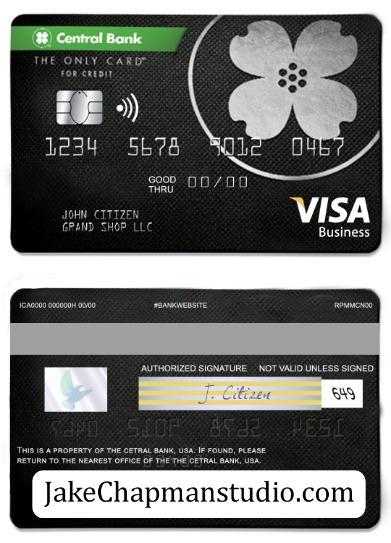 Central Bank
THE ONLY CARD™
FOR CREDIT
1234 5678 9012 0467
GOOD THRU 00/00
JOHN CITIZEN
GRAND SHOP LLC
VISA
Business
ICA0000 000000H 00/00 #BANKWEBSITE RPMMCN00
AUTHORIZED SIGNATURE NOT VALID UNLESS SIGNED
J. Citizen 649
THIS IS A PROPERTY OF THE CETRAL BANK, USA. IF FOUND, PLEASE
RETURN TO THE NEAREST OFFICE OF THE THE CETRAL BANK, USA.
JakeChapmanstudio.com